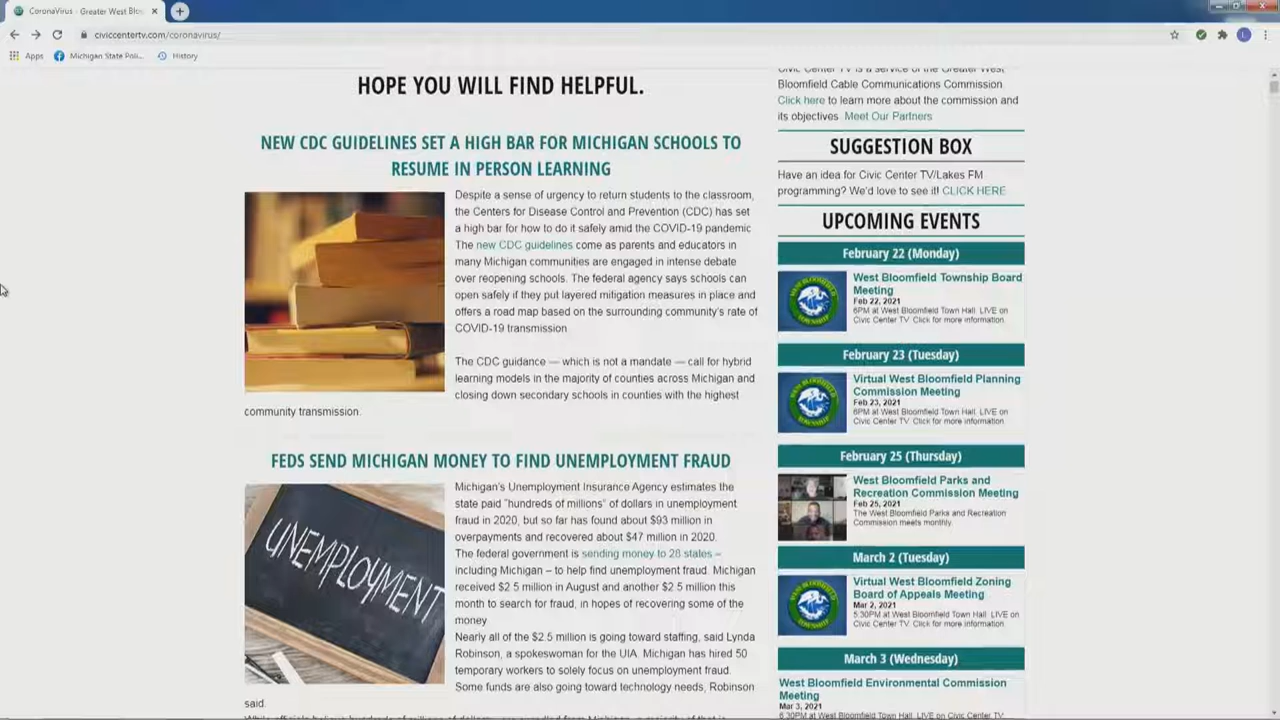 CoronaVirus - Greater West Bloo
civiccentertv.com/coronavirus/
Apps
Michigan State Poli...
History
HOPE YOU WILL FIND HELPFUL.
NEW CDC GUIDELINES SET A HIGH BAR FOR MICHIGAN SCHOOLS TO
RESUME IN PERSON LEARNING
Despite a sense of urgency to return students to the classroom,
the Centers for Disease Control and Prevention (CDC) has set
a high bar for how to do it safely amid the COVID-19 pandemic
The new CDC guidelines come as parents and educators in
many Michigan communities are engaged in intense debate
over reopening schools. The federal agency says schools can
open safely if they put layered mitigation measures in place and
offers a road map based on the surrounding community's rate of
COVID-19 transmission
The CDC guidance — which is not a mandate — call for hybrid
learning models in the majority of counties across Michigan and
closing down secondary schools in counties with the highest
community transmission.
FEDS SEND MICHIGAN MONEY TO FIND UNEMPLOYMENT FRAUD
UNEMPLOYMENT
Michigan's Unemployment Insurance Agency estimates the
state paid "hundreds of millions" of dollars in unemployment
fraud in 2020, but so far has found about $93 million in
overpayments and recovered about $47 million in 2020.
The federal government is sending money to 28 states –
including Michigan – to help find unemployment fraud. Michigan
received $2.5 million in August and another $2.5 million this
month to search for fraud, in hopes of recovering some of the
money
Nearly all of the $2.5 million is going toward staffing, said Lynda
Robinson, a spokeswoman for the UIA. Michigan has hired 50
temporary workers to solely focus on unemployment fraud.
Some funds are also going toward technology needs, Robinson
said.
Civic Center TV is a service of the Greater West
Bloomfield Cable Communications Commission
Click here to learn more about the commission and
its objectives Meet Our Partners
SUGGESTION BOX
Have an idea for Civic Center TV/Lakes FM
programming? We'd love to see it! CLICK HERE
UPCOMING EVENTS
February 22 (Monday)
West Bloomfield Township Board
Meeting
Feb 22, 2021
6PM at West Bloomfield Town Hall. LIVE on
Civic Center TV. Click for more information.
February 23 (Tuesday)
Virtual West Bloomfield Planning
Commission Meeting
Feb 23, 2021
6PM at West Bloomfield Town Hall. LIVE on
Civic Center TV. Click for more information.
February 25 (Thursday)
West Bloomfield Parks and
Recreation Commission Meeting
Feb 25, 2021
The West Bloomfield Parks and Recreation
Commission meets monthly.
March 2 (Tuesday)
Virtual West Bloomfield Zoning
Board of Appeals Meeting
Mar 2, 2021
5:30PM at West Bloomfield Town Hall. LIVE on
Civic Center TV. Click for more information.
March 3 (Wednesday)
West Bloomfield Environmental Commission
Meeting
Mar 3, 2021
6:30PM at West Bloomfield Town Hall. LIVE on Civic Center TV.